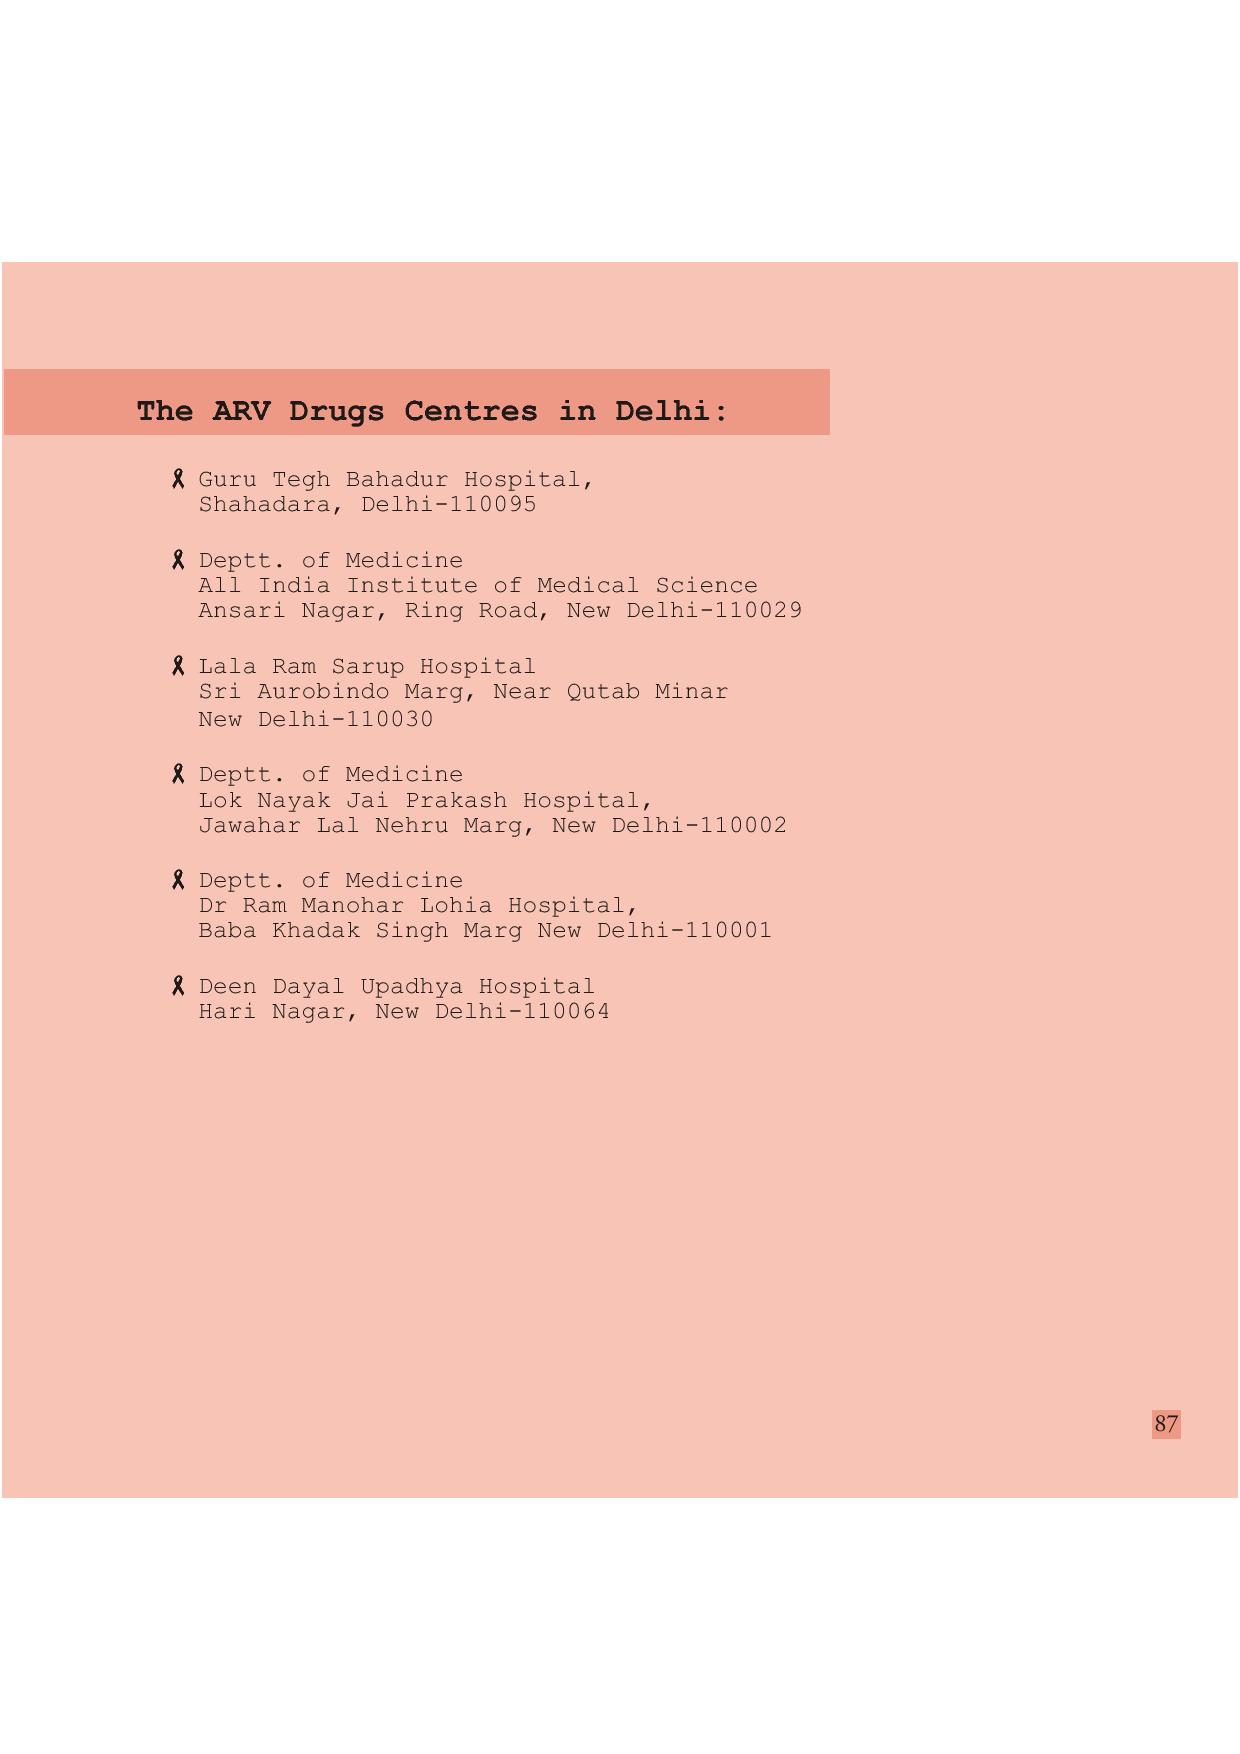 The ARV Drugs Centres in Delhi:
Guru Tegh Bahadur Hospital,
Shahadara, Delhi-110095
Deptt. of Medicine
All India Institute of Medical Science
Ansari Nagar, Ring Road, New Delhi-110029
Lala Ram Sarup Hospital
Sri Aurobindo Marg, Near Qutab Minar
New Delhi-110030
Deptt. of Medicine
Lok Nayak Jai Prakash Hospital,
Jawahar Lal Nehru Marg, New Delhi-110002
Deptt. of Medicine
Dr Ram Manohar Lohia Hospital,
Baba Khadak Singh Marg New Delhi-110001
Deen Dayal Upadhya Hospital
Hari Nagar, New Delhi-110064
87